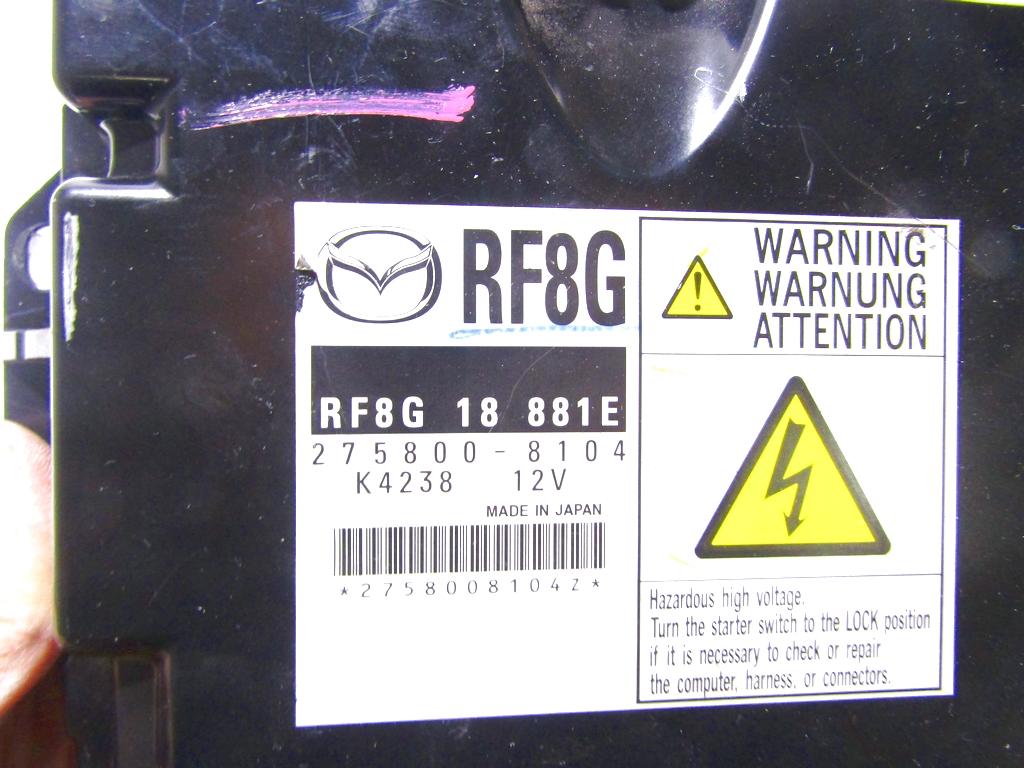 RF8G
RF8G 18 881E
275800-8104
K4238 12V
MADE IN JAPAN
*2758008104Z*
WARNING
WARNUNG
ATTENTION
Hazardous high voltage.
Turn the starter switch to the LOCK position
if it is necessary to check or repair
the computer, harness, or connectors.